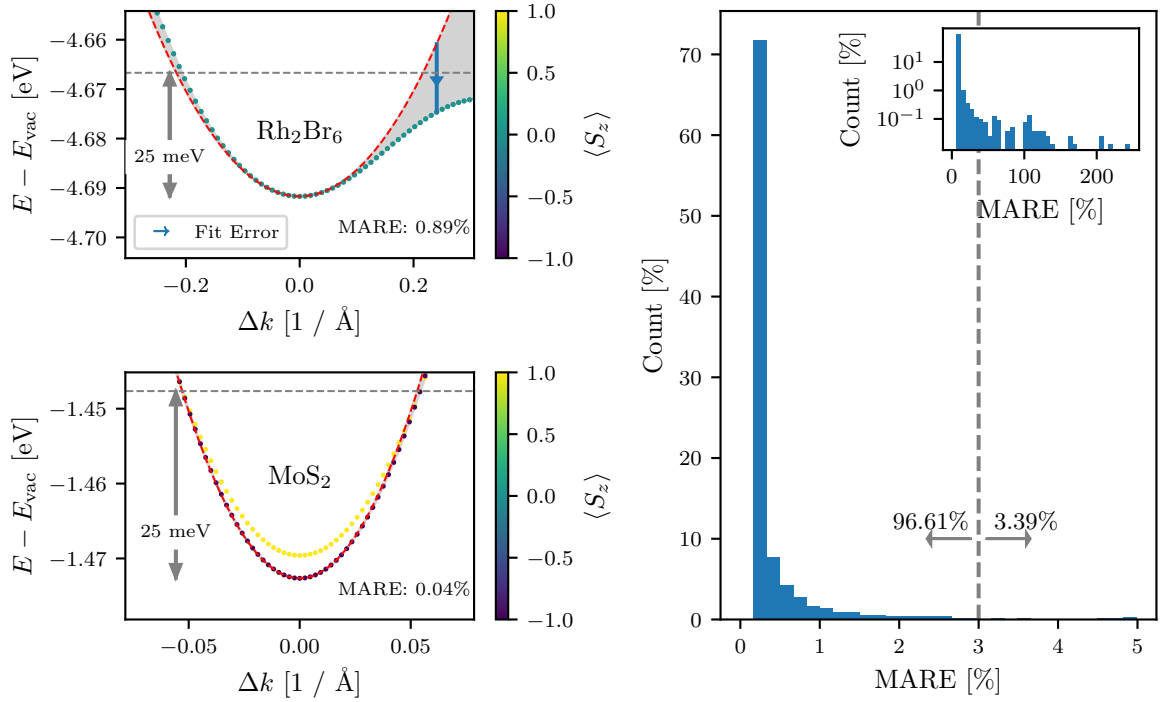 E − E_vac [eV]
−4.66
−4.67
−4.68
−4.69
−4.70
25 meV
Rh₂Br₆
Fit Error
MARE: 0.89%
−0.2
0.0
0.2
Δk [1 / Å]
1.0
0.5
0.0
−0.5
−1.0
⟨S_z⟩
E − E_vac [eV]
−1.45
−1.46
−1.47
25 meV
MoS₂
MARE: 0.04%
−0.05
0.00
0.05
Δk [1 / Å]
1.0
0.5
0.0
−0.5
−1.0
⟨S_z⟩
Count [%]
70
60
50
40
30
20
10
0
96.61%
3.39%
0
1
2
3
4
5
MARE [%]
Count [%]
10¹
10⁰
10⁻¹
0
100
200
MARE [%]